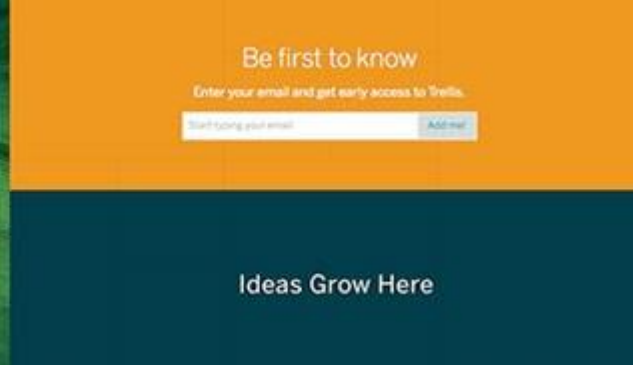 Be first to know
Enter your email and get early access to Trellis.
Start typing your email
Add me!
Ideas Grow Here